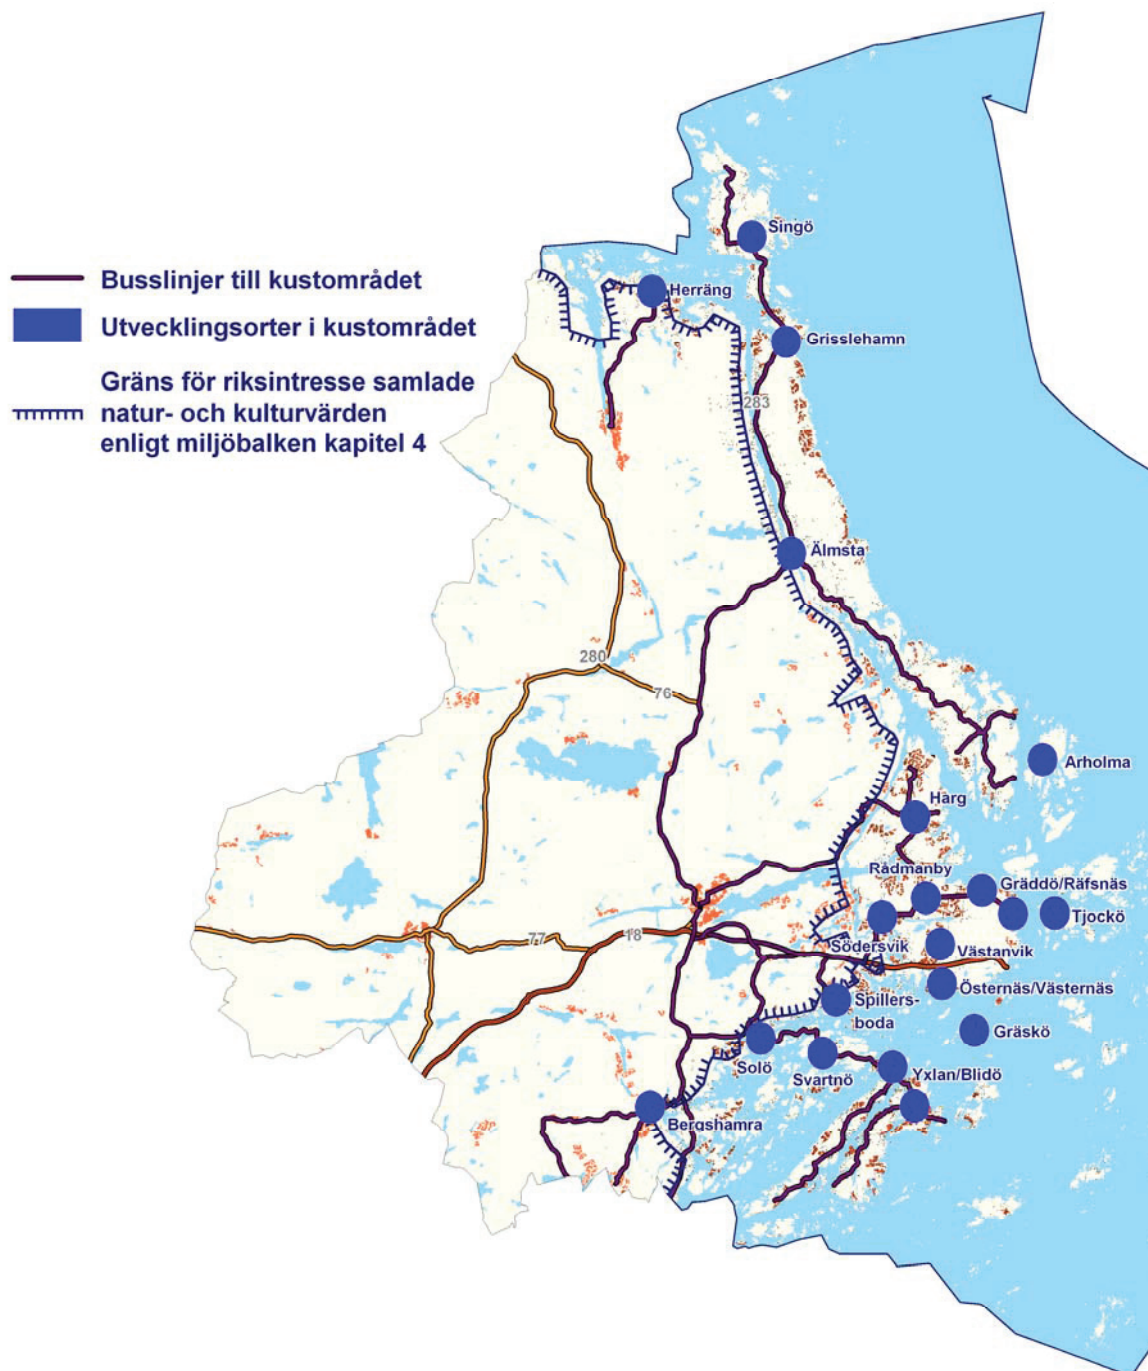 Busslinjer till kustområdet
Utvecklingsorter i kustområdet
Gräns för riksintresse samlade
natur- och kulturvärden
enligt miljöbalken kapitel 4
Singö
Herräng
Grisslehamn
283
Älmsta
280
76
Arholma
Harg
Rådmanby
Gräddö/Räfsnäs
Tjockö
Södersvik
Västanvik
77
18
Östernäs/Västernäs
Spillers-
boda
Gräskö
Solö
Svartnö
Yxlan/Blidö
Bergshamra